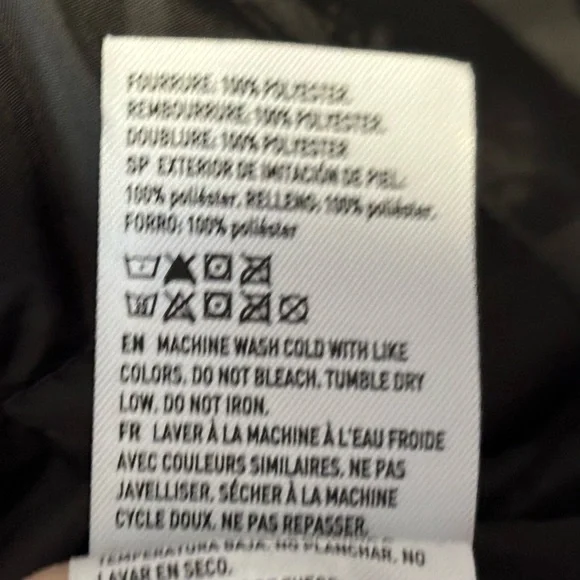 FOURRURE: 100% POLYESTER.
REMBOURRURE: 100% POLYESTER.
DOUBLURE: 100% POLYESTER
SP EXTERIOR DE IMITACIÓN DE PIEL:
100% poliéster. RELLENO: 100% poliéster.
FORRO: 100% poliéster
EN MACHINE WASH COLD WITH LIKE
COLORS. DO NOT BLEACH. TUMBLE DRY
LOW. DO NOT IRON.
FR LAVER À LA MACHINE À L'EAU FROIDE
AVEC COULEURS SIMILAIRES. NE PAS
JAVELLISER. SÉCHER À LA MACHINE
CYCLE DOUX. NE PAS REPASSER.
TEMPERATURA BAJA. NO PLANCHAR. NO
LAVAR EN SECO.